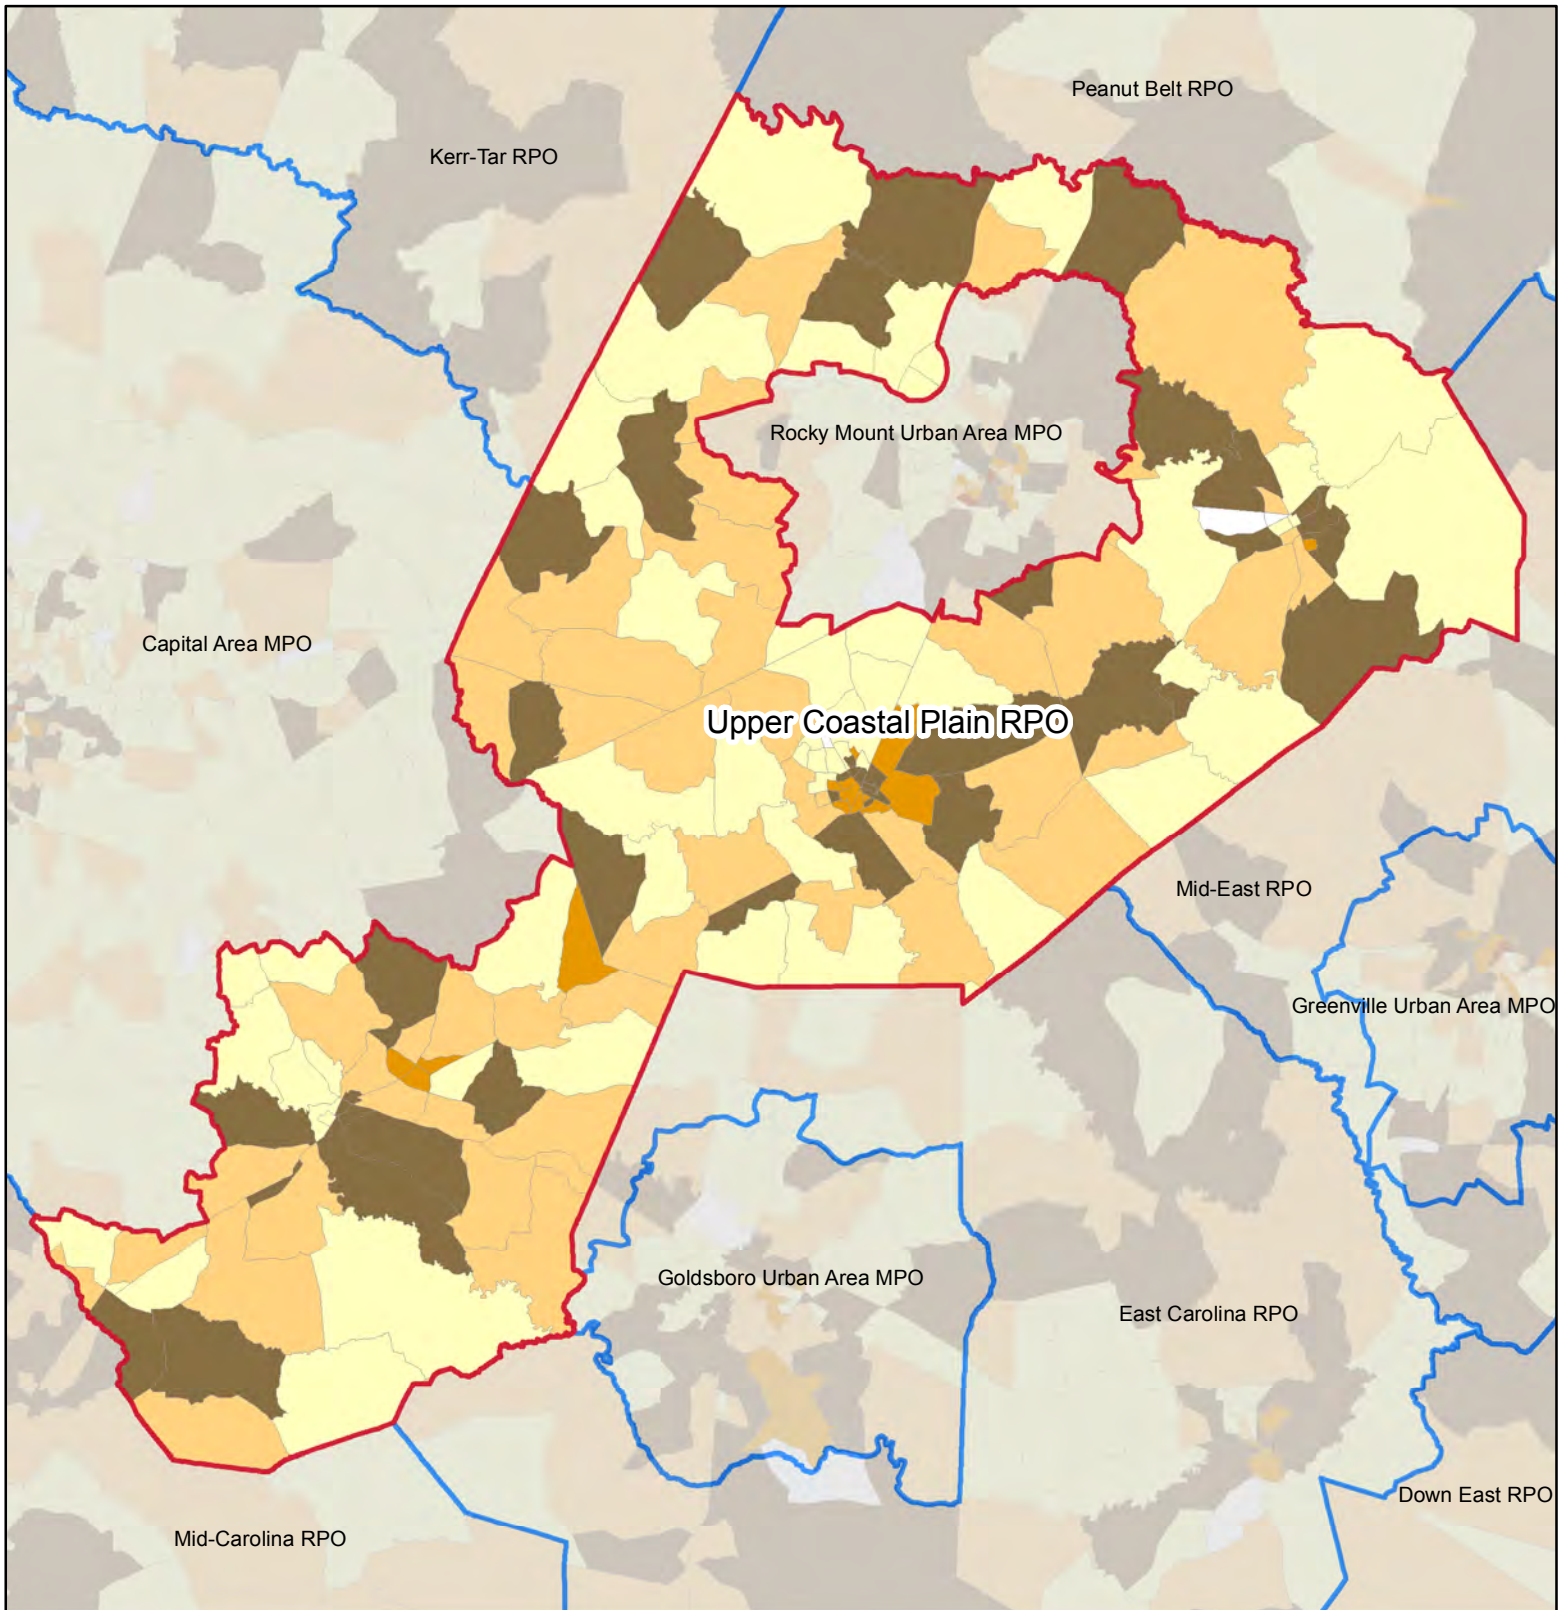 Peanut Belt RPO
Kerr-Tar RPO
Rocky Mount Urban Area MPO
Capital Area MPO
Upper Coastal Plain RPO
Mid-East RPO
Greenville Urban Area MPO
Goldsboro Urban Area MPO
East Carolina RPO
Down East RPO
Mid-Carolina RPO